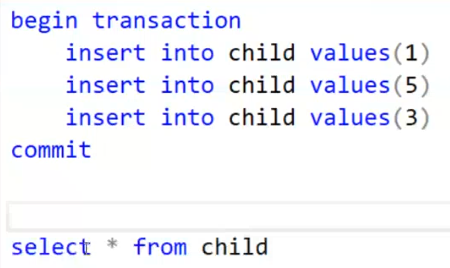 begin transaction
    insert into child values(1)
    insert into child values(5)
    insert into child values(3)
commit
select * from child